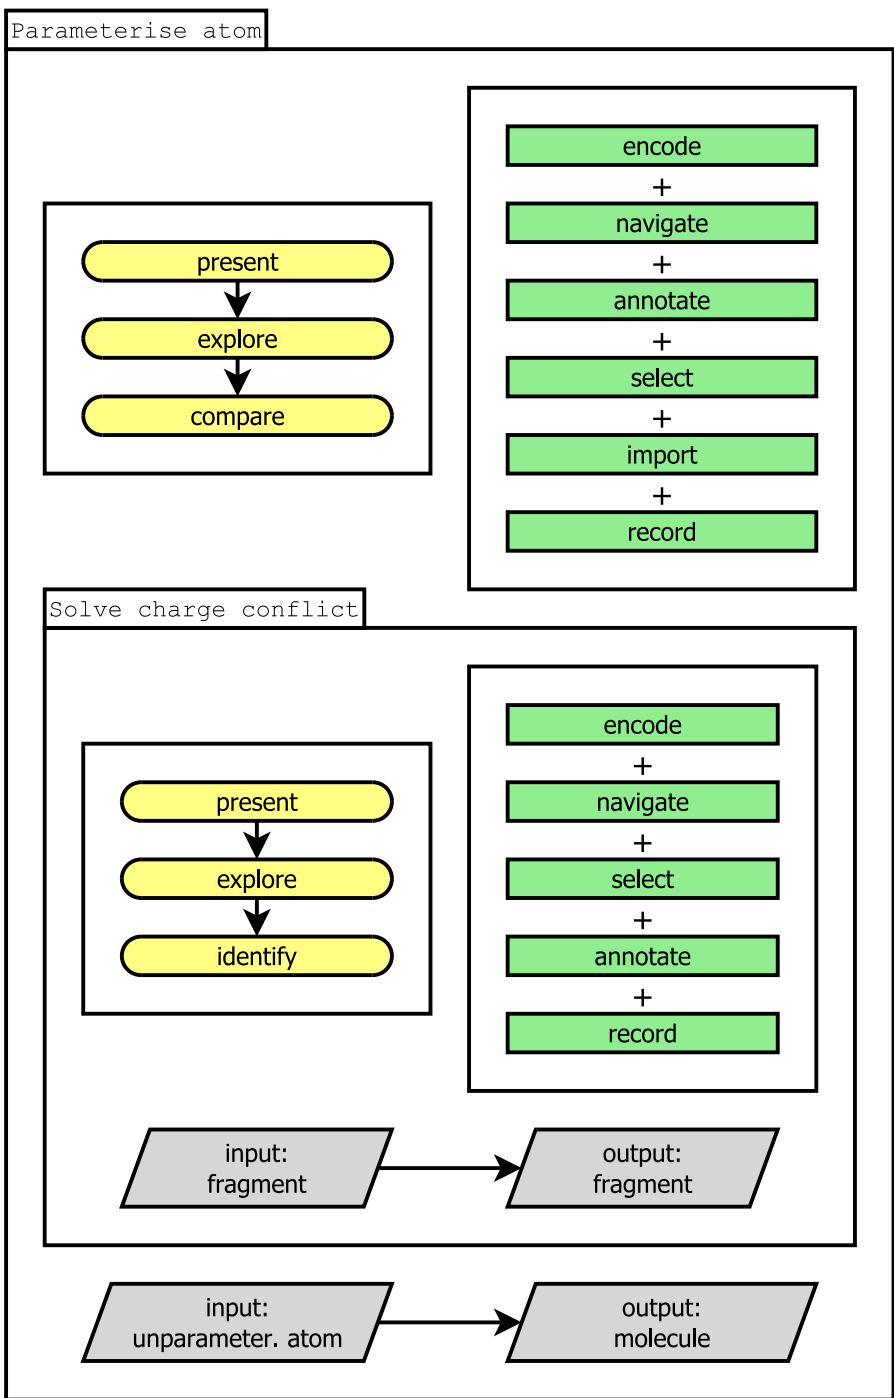 Parameterise atom
present
explore
compare
encode
+
navigate
+
annotate
+
select
+
import
+
record
Solve charge conflict
present
explore
identify
encode
+
navigate
+
select
+
annotate
+
record
input:
fragment
output:
fragment
input:
unparameter. atom
output:
molecule